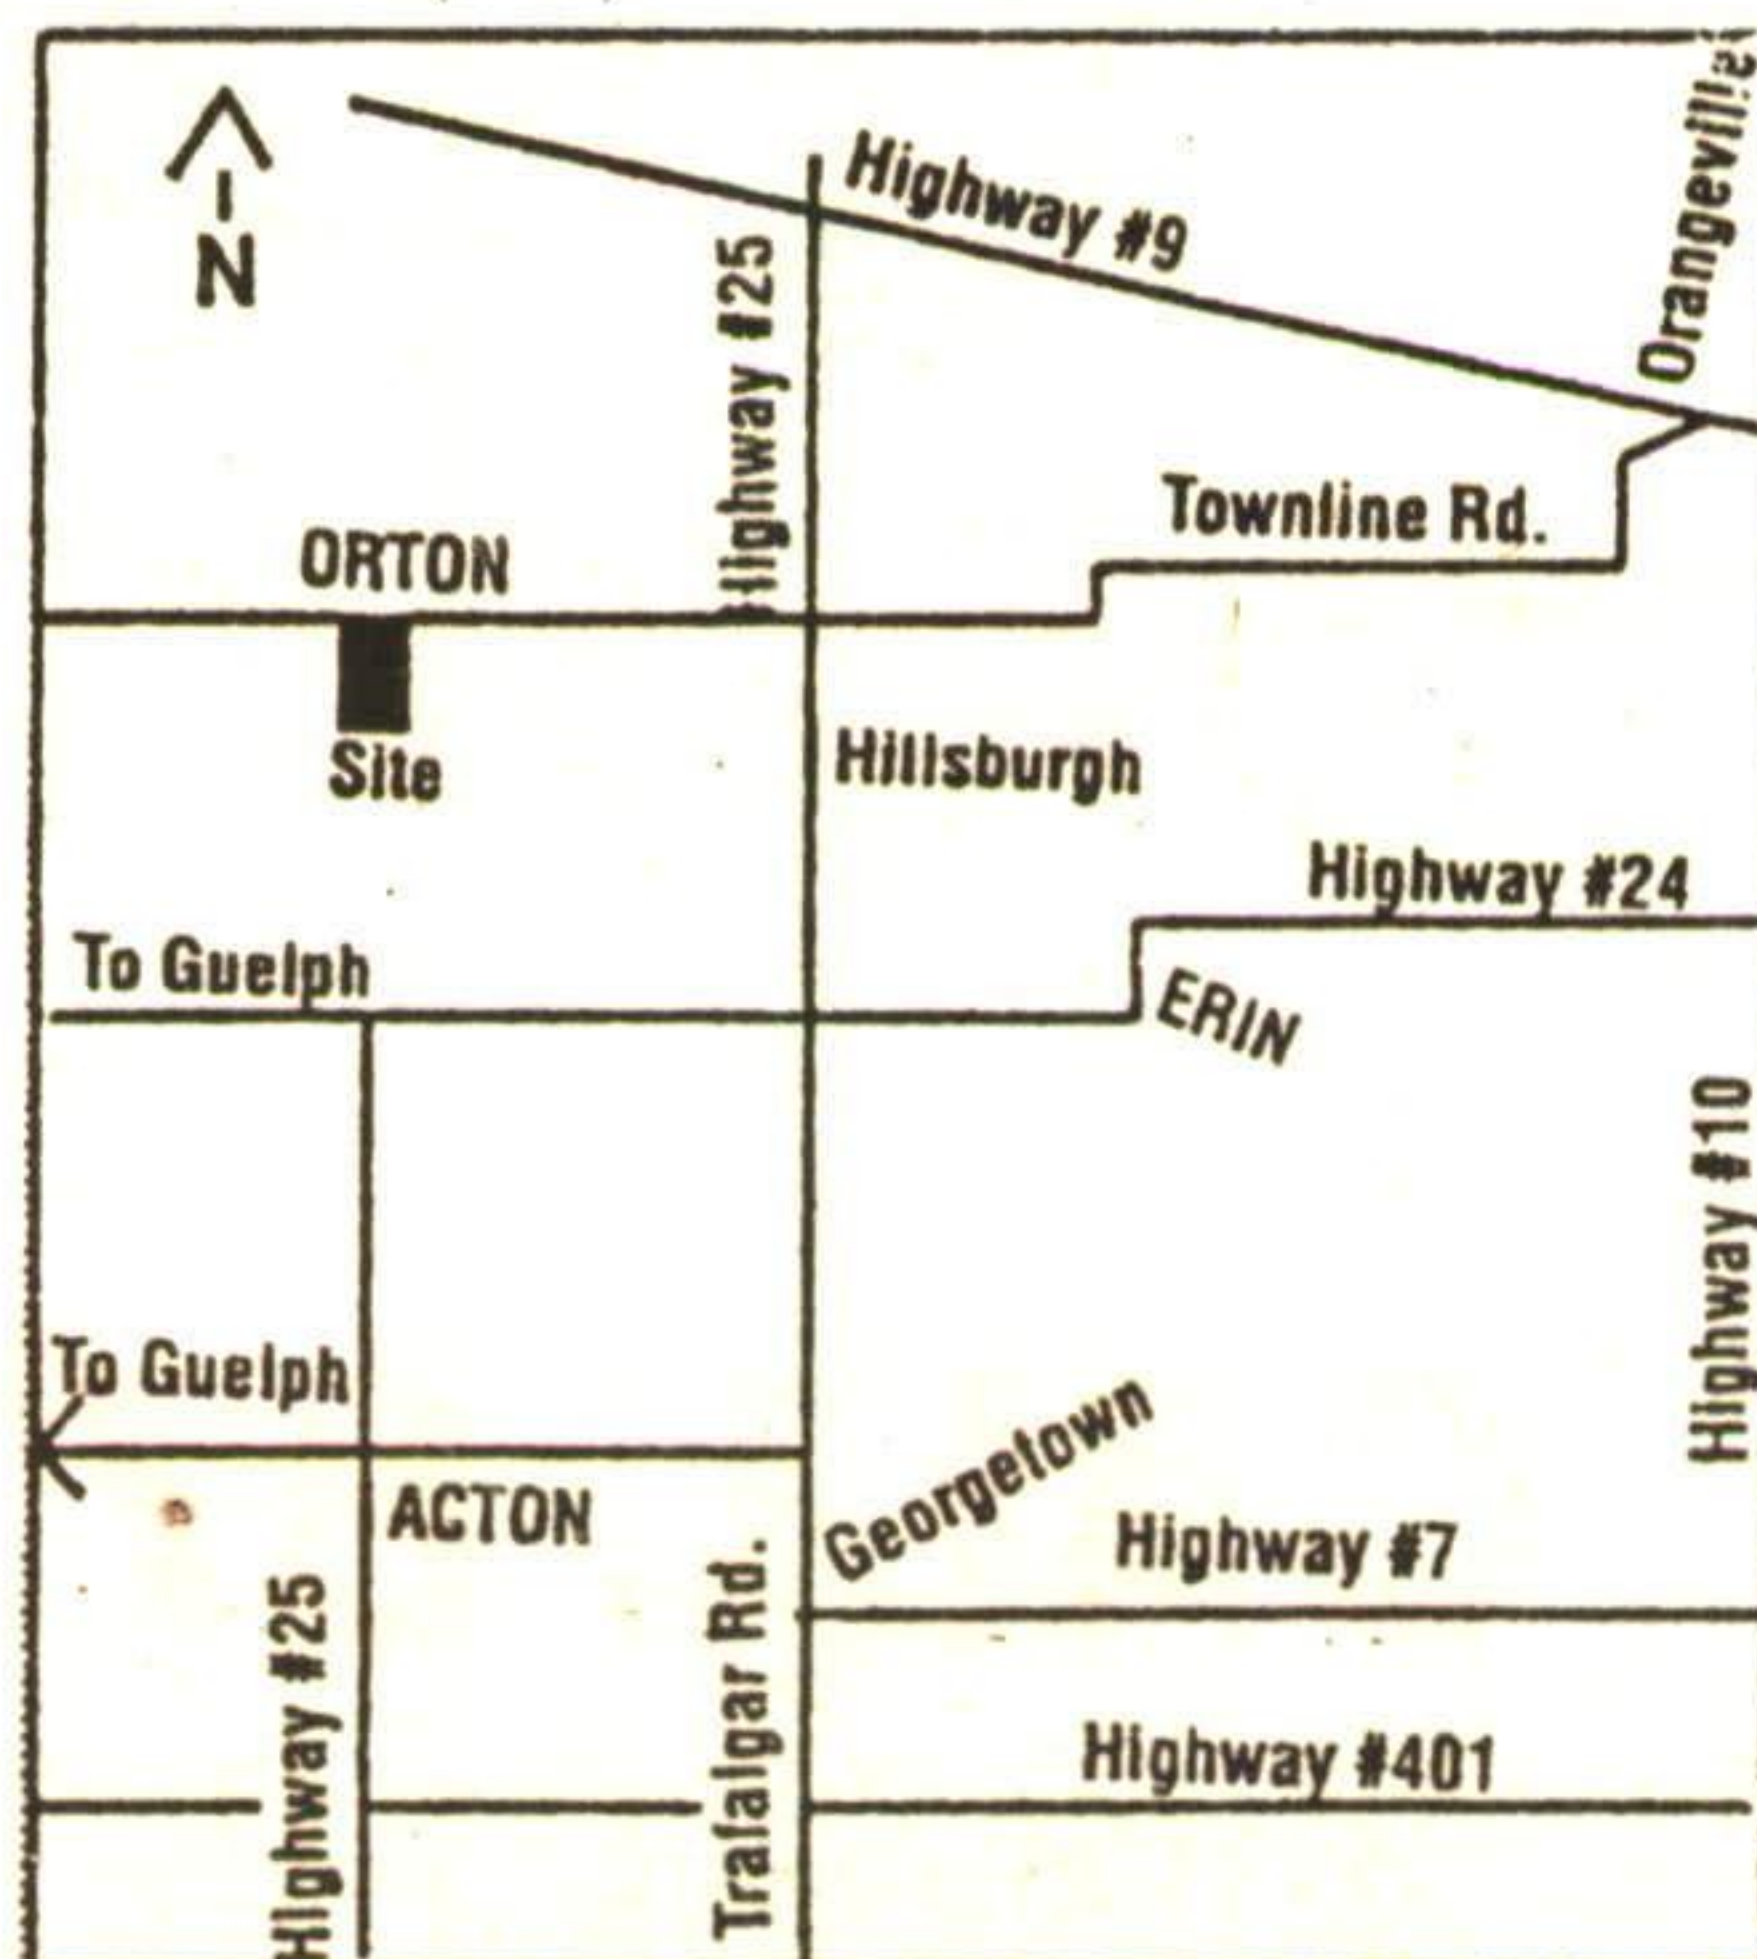 Orangeville
N
Highway #9
Highway #25
Townline Rd.
ORTON
Site
Hillsburgh
Highway #24
To Guelph
ERIN
Highway #10
To Guelph
Georgetown
ACTON
Highway #7
Highway #25
Trafalgar Rd.
Highway #401